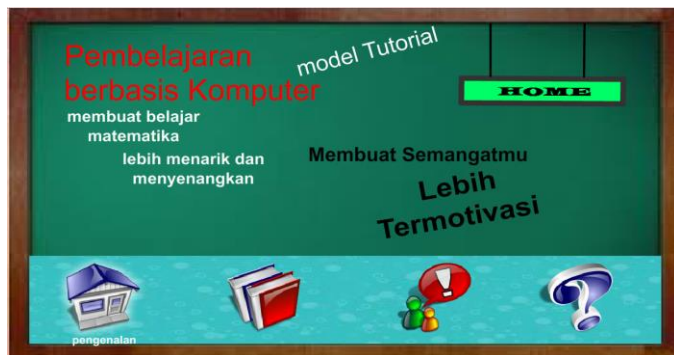 Pembelajaran
berbasis Komputer
model Tutorial
HOME
membuat belajar
matematika
lebih menarik dan
menyenangkan
Membuat Semangatmu
Lebih
Termotivasi
pengenalan